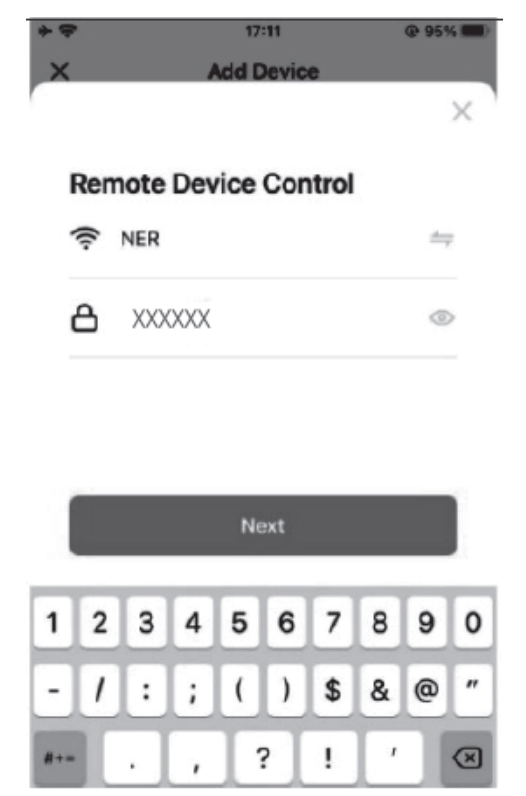 17:11 95%
Add Device
Remote Device Control
NER
XXXXXX
Next
1 2 3 4 5 6 7 8 9 0
- / : ; ( ) $ & @ "
#+= . , ? ! '